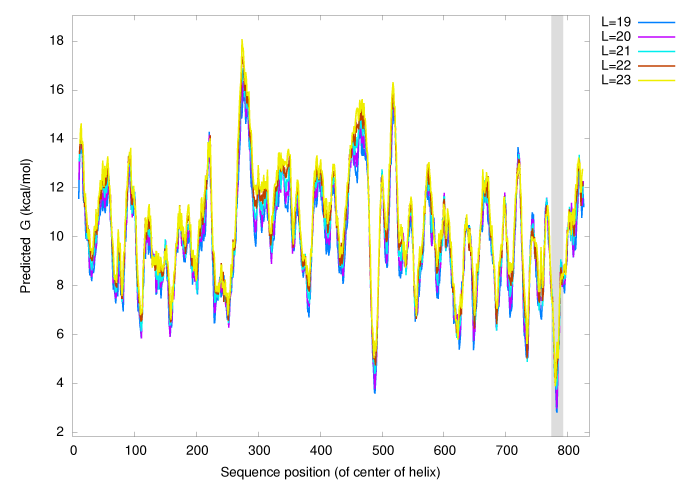 L=19
L=20
L=21
L=22
L=23
18
16
14
12
10
8
6
4
2
Predicted G (kcal/mol)
0 100 200 300 400 500 600 700 800
Sequence position (of center of helix)